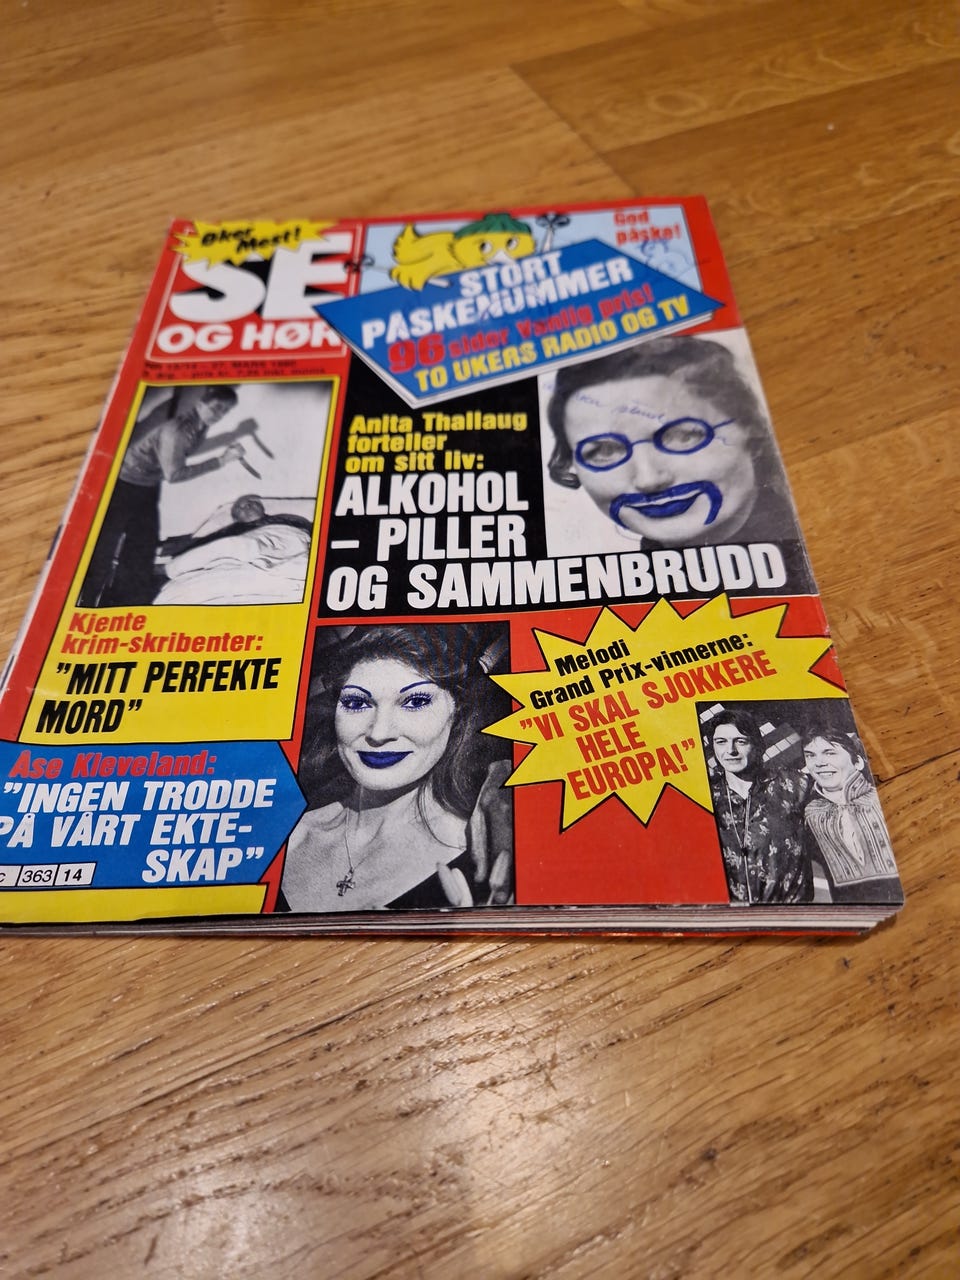 Øker
Mest!
SE
OG HØR
God
påske!
STORT
PÅSKENUMMER
96 sider Vanlig pris!
TO UKERS RADIO OG TV
27. MARS
Anita Thallaug
forteller
om sitt liv:
ALKOHOL
– PILLER
OG SAMMENBRUDD
Kjente
krim-skribenter:
"MITT PERFEKTE
MORD"
Melodi
Grand Prix-vinnerne:
"VI SKAL SJOKKERE
HELE
EUROPA!"
Åse Kleveland:
"INGEN TRODDE
PÅ VÅRT EKTE-
SKAP"
c 363 14